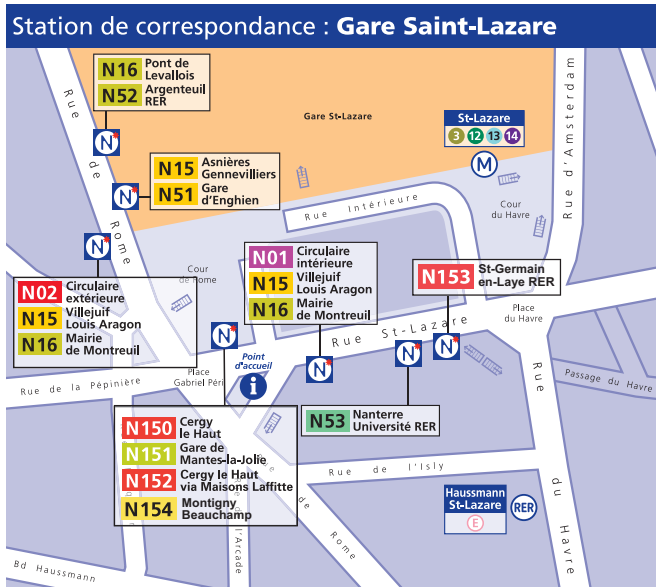 Station de correspondance : Gare Saint-Lazare
N16 Pont de
Levallois
N52 Argenteuil
RER
N
N15 Asnières
Gennevilliers
N51 Gare
d'Enghien
N
Gare St-Lazare
St-Lazare
3 12 13 14
M
Rue d'Amsterdam
Rue de Rome
Rue Intérieure
Cour
du Havre
N
N02 Circulaire
extérieure
N15 Villejuif
Louis Aragon
N16 Mairie
de Montreuil
Cour
de Rome
N01 Circulaire
intérieure
N15 Villejuif
Louis Aragon
N16 Mairie
de Montreuil
N153 St-Germain
en-Laye RER
Place
du Havre
Rue St-Lazare
N
N
N
N
Point
d'accueil
i
Place
Gabriel Péri
Rue de la Pépinière
Passage du Havre
N150 Cergy
le Haut
N151 Gare de
Mantes-la-Jolie
N152 Cergy le Haut
via Maisons Laffitte
N154 Montigny
Beauchamp
N53 Nanterre
Université RER
Rue de l'Isly
Haussmann
St-Lazare
E
RER
Rue du Havre
Rue de Rome
de l'Arcade
Bd Haussmann